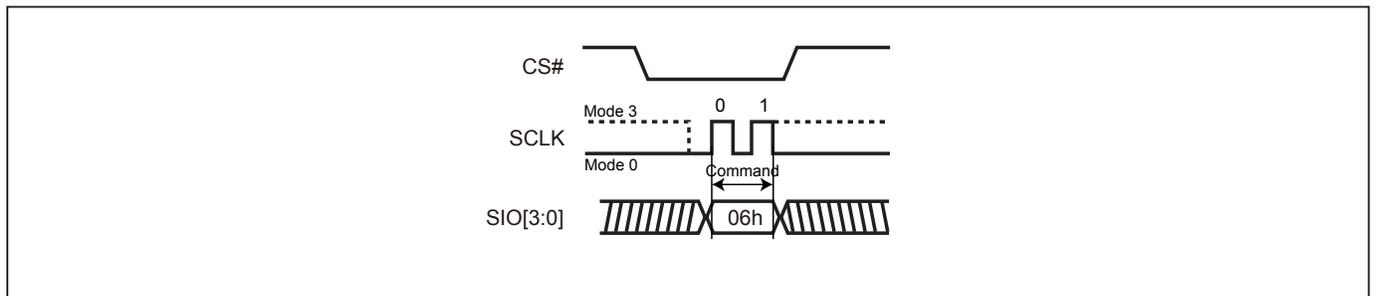 CS#
Mode 3
0 1
SCLK
Mode 0
Command
SIO[3:0]
06h